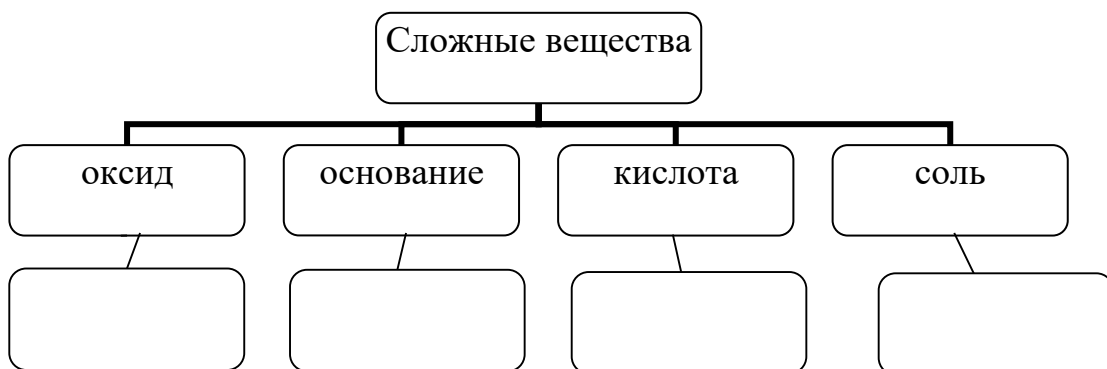 Сложные вещества
оксид
основание
кислота
соль